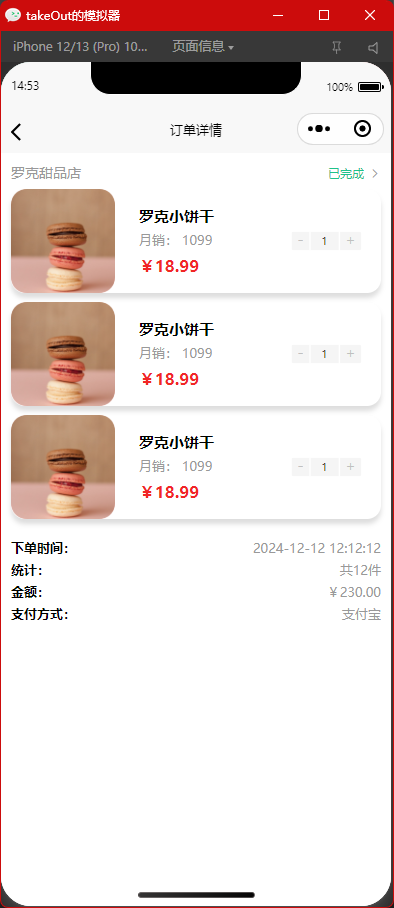 takeOut的模拟器
iPhone 12/13 (Pro) 10... 页面信息
14:53 100%
订单详情
罗克甜品店 已完成
罗克小饼干
月销： 1099 - 1 +
￥18.99
罗克小饼干
月销： 1099 - 1 +
￥18.99
罗克小饼干
月销： 1099 - 1 +
￥18.99
下单时间： 2024-12-12 12:12:12
统计： 共12件
金额： ￥230.00
支付方式： 支付宝